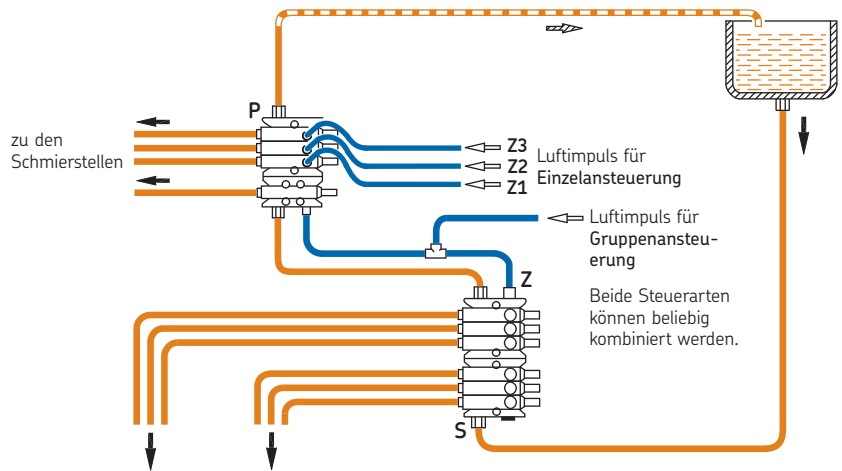 P
zu den
Schmierstellen
Z3
Z2
Z1
Luftimpuls für
Einzelansteuerung
Luftimpuls für
Gruppenansteu-
erung
Z
Beide Steuerarten
können beliebig
kombiniert werden.
S